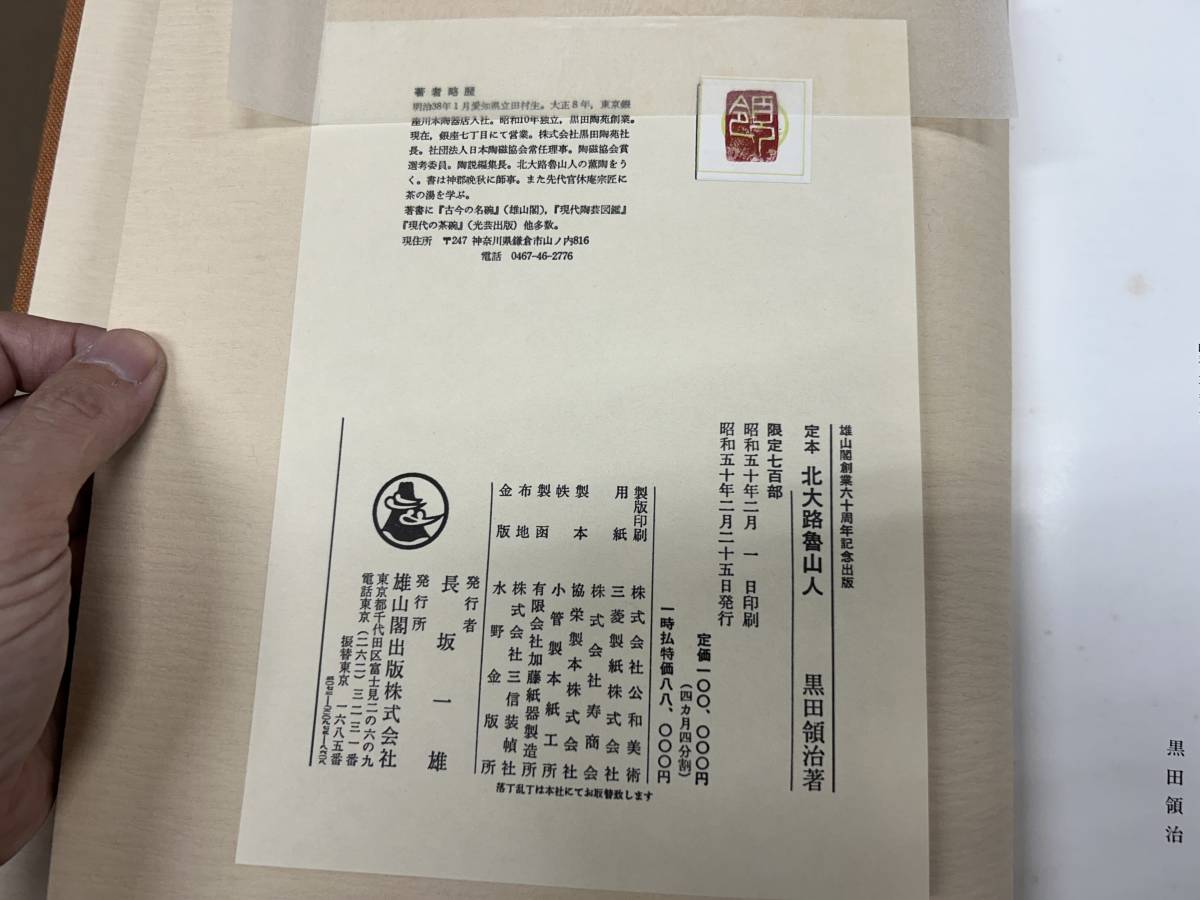 著者略歴
明治38年1月愛知県立田村生。大正8年，東京銀
座川本陶器店入社。昭和10年独立，黒田陶苑創業。
現在，銀座七丁目にて営業。株式会社黒田陶苑社
長。社団法人日本陶磁協会常任理事。陶磁協会賞
選考委員。陶説編集長。北大路魯山人の薫陶をう
く。書は神郡晩秋に師事。また先代官休庵宗匠に
茶の湯を学ぶ。
著書に『古今の名碗』（雄山閣），『現代陶芸図鑑』
『現代の茶碗』（光芸出版）他多数。
現住所　〒247 神奈川県鎌倉市山ノ内816
電話　0467-46-2776
雄山閣創業六十周年記念出版
定本　北大路魯山人　黒田領治著
限定七百部
昭和五十年二月　一　日印刷
昭和五十年二月二十五日発行
定価一〇〇、〇〇〇円
（四カ月四分割）
一時払特価八八、〇〇〇円
製版印刷　株式会社公和美術
用紙　三菱製紙株式会社
株式会社寿商会
製本　協栄製本株式会社
帙　小管製本紙工所
製函　有限会社加藤紙器製造所
布地　株式会社三信装幀社
金版　水野金版所
発行者
長坂一雄
発行所
雄山閣出版株式会社
東京都千代田区富士見二の六の九
電話東京（二六二）三二三一番
振替東京　一六八五番
落丁乱丁は本社にてお取替致します
黒田領治